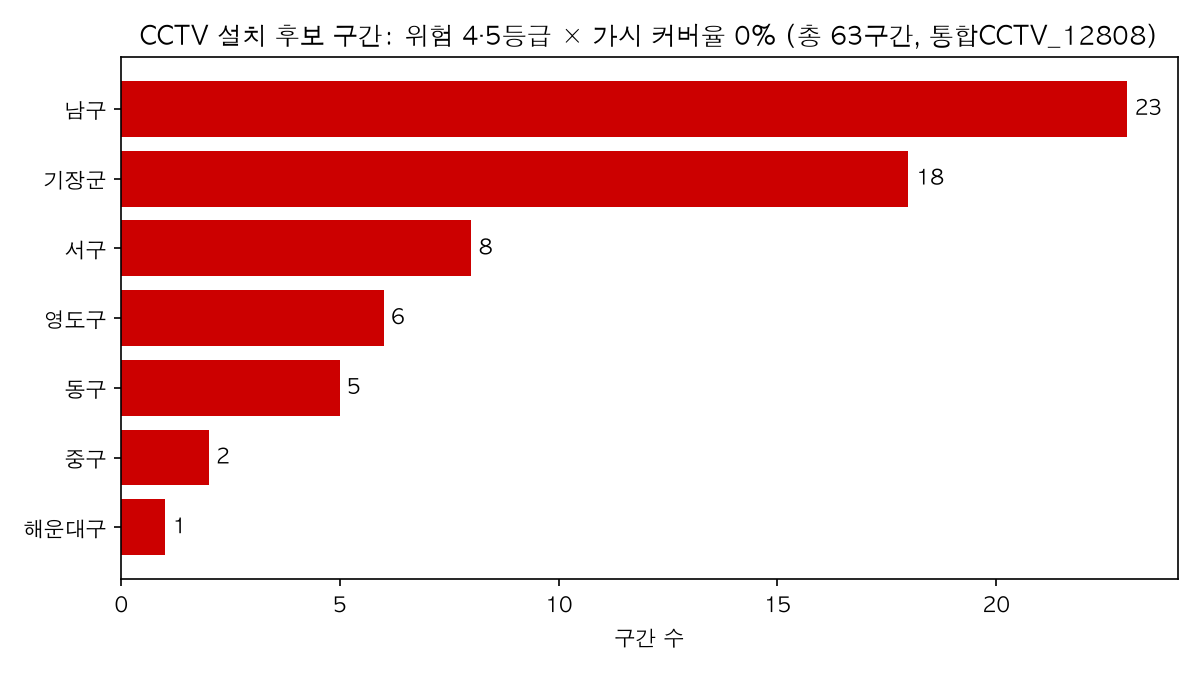 CCTV 설치 후보 구간: 위험 4·5등급 × 가시 커버율 0% (총 63구간, 통합CCTV_12808)
남구 23
기장군 18
서구 8
영도구 6
동구 5
중구 2
해운대구 1
0 5 10 15 20
구간 수